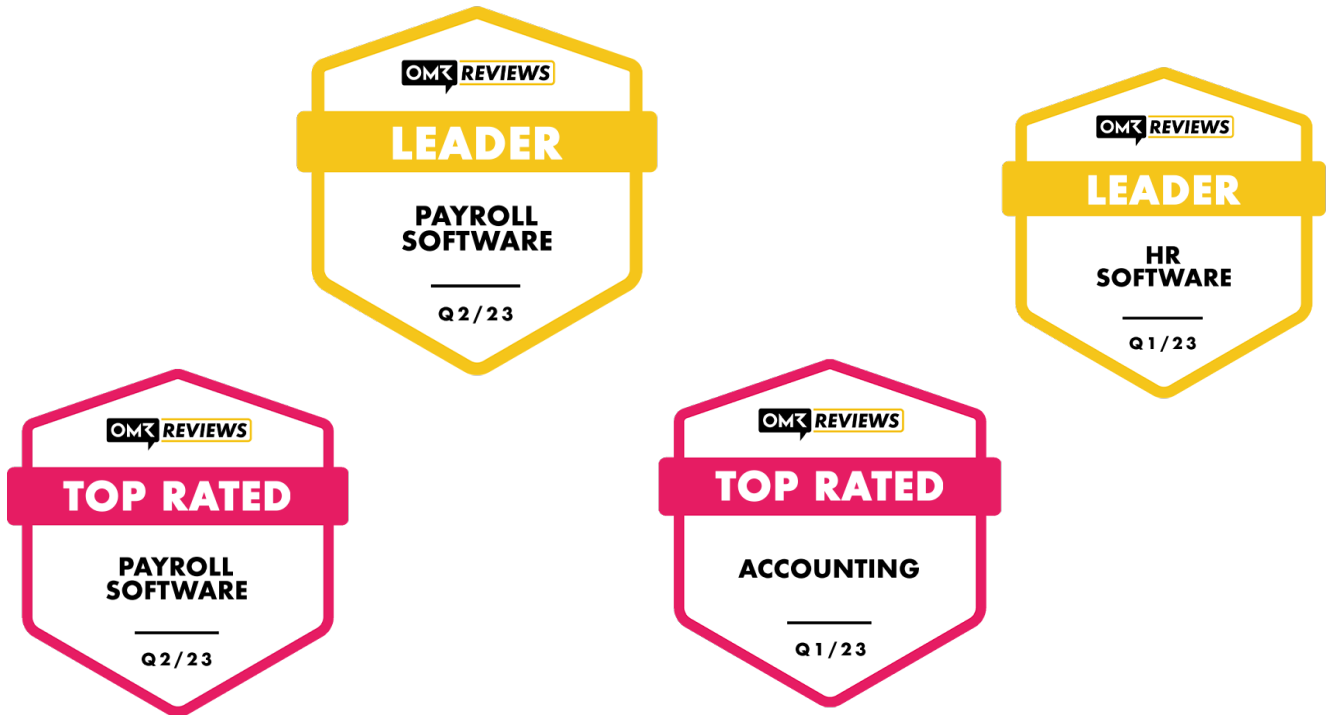 OMR REVIEWS
LEADER
PAYROLL
SOFTWARE
Q2/23
OMR REVIEWS
LEADER
HR
SOFTWARE
Q1/23
OMR REVIEWS
TOP RATED
PAYROLL
SOFTWARE
Q2/23
OMR REVIEWS
TOP RATED
ACCOUNTING
Q1/23